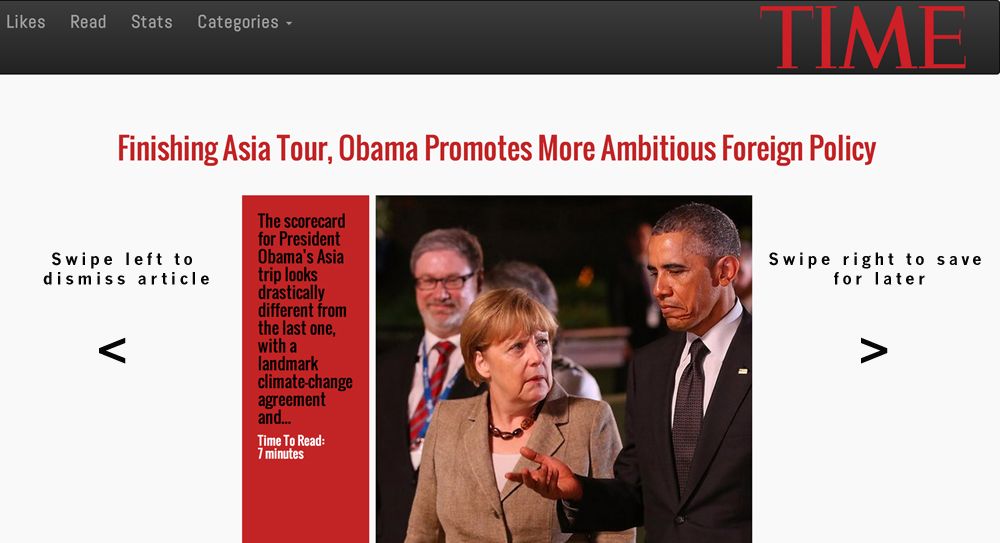 Likes Read Stats Categories
TIME
Finishing Asia Tour, Obama Promotes More Ambitious Foreign Policy
Swipe left to
dismiss article
<
The scorecard
for President
Obama's Asia
trip looks
drastically
different from
the last one,
with a
landmark
climate-change
agreement
and...
Time To Read:
7 minutes
Swipe right to save
for later
>